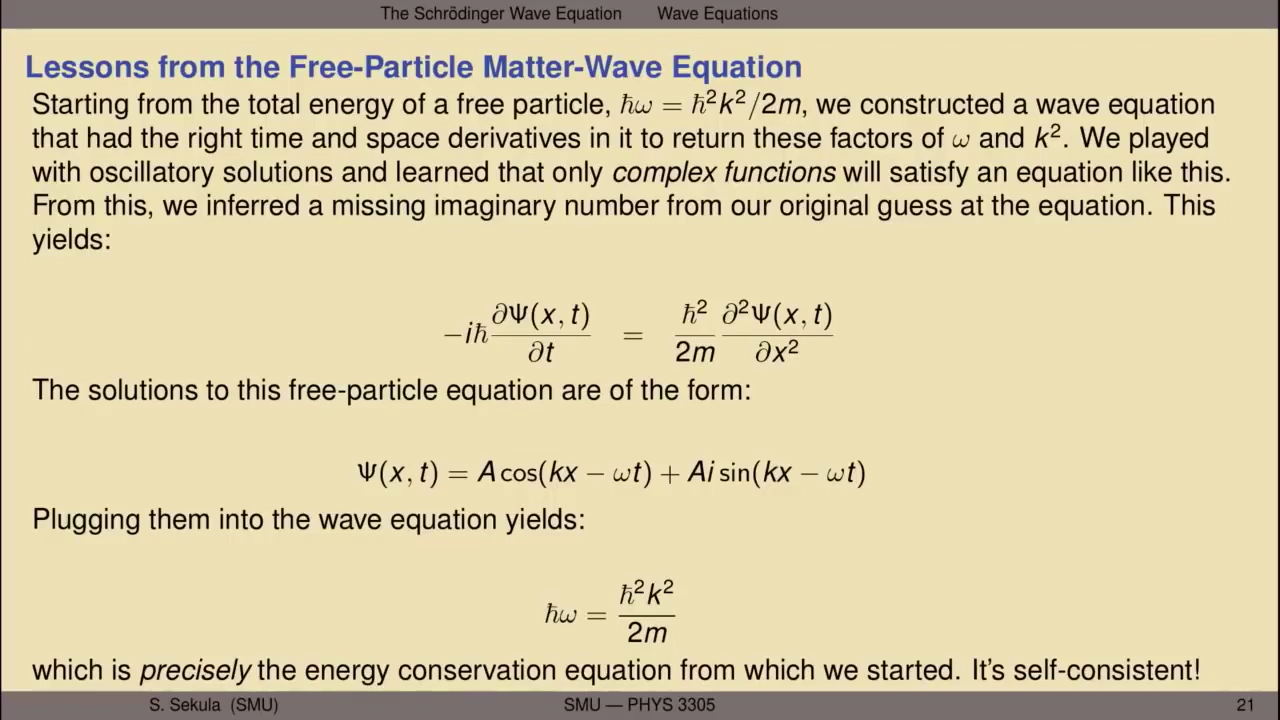 The Schrödinger Wave Equation Wave Equations
Lessons from the Free-Particle Matter-Wave Equation
Starting from the total energy of a free particle, ℏω = ℏ²k²/2m, we constructed a wave equation
that had the right time and space derivatives in it to return these factors of ω and k². We played
with oscillatory solutions and learned that only complex functions will satisfy an equation like this.
From this, we inferred a missing imaginary number from our original guess at the equation. This
yields:
−iℏ ∂Ψ(x, t)/∂t = ℏ²/2m ∂²Ψ(x, t)/∂x²
The solutions to this free-particle equation are of the form:
Ψ(x, t) = A cos(kx − ωt) + Ai sin(kx − ωt)
Plugging them into the wave equation yields:
ℏω = ℏ²k²/2m
which is precisely the energy conservation equation from which we started. It's self-consistent!
S. Sekula (SMU) SMU — PHYS 3305 21